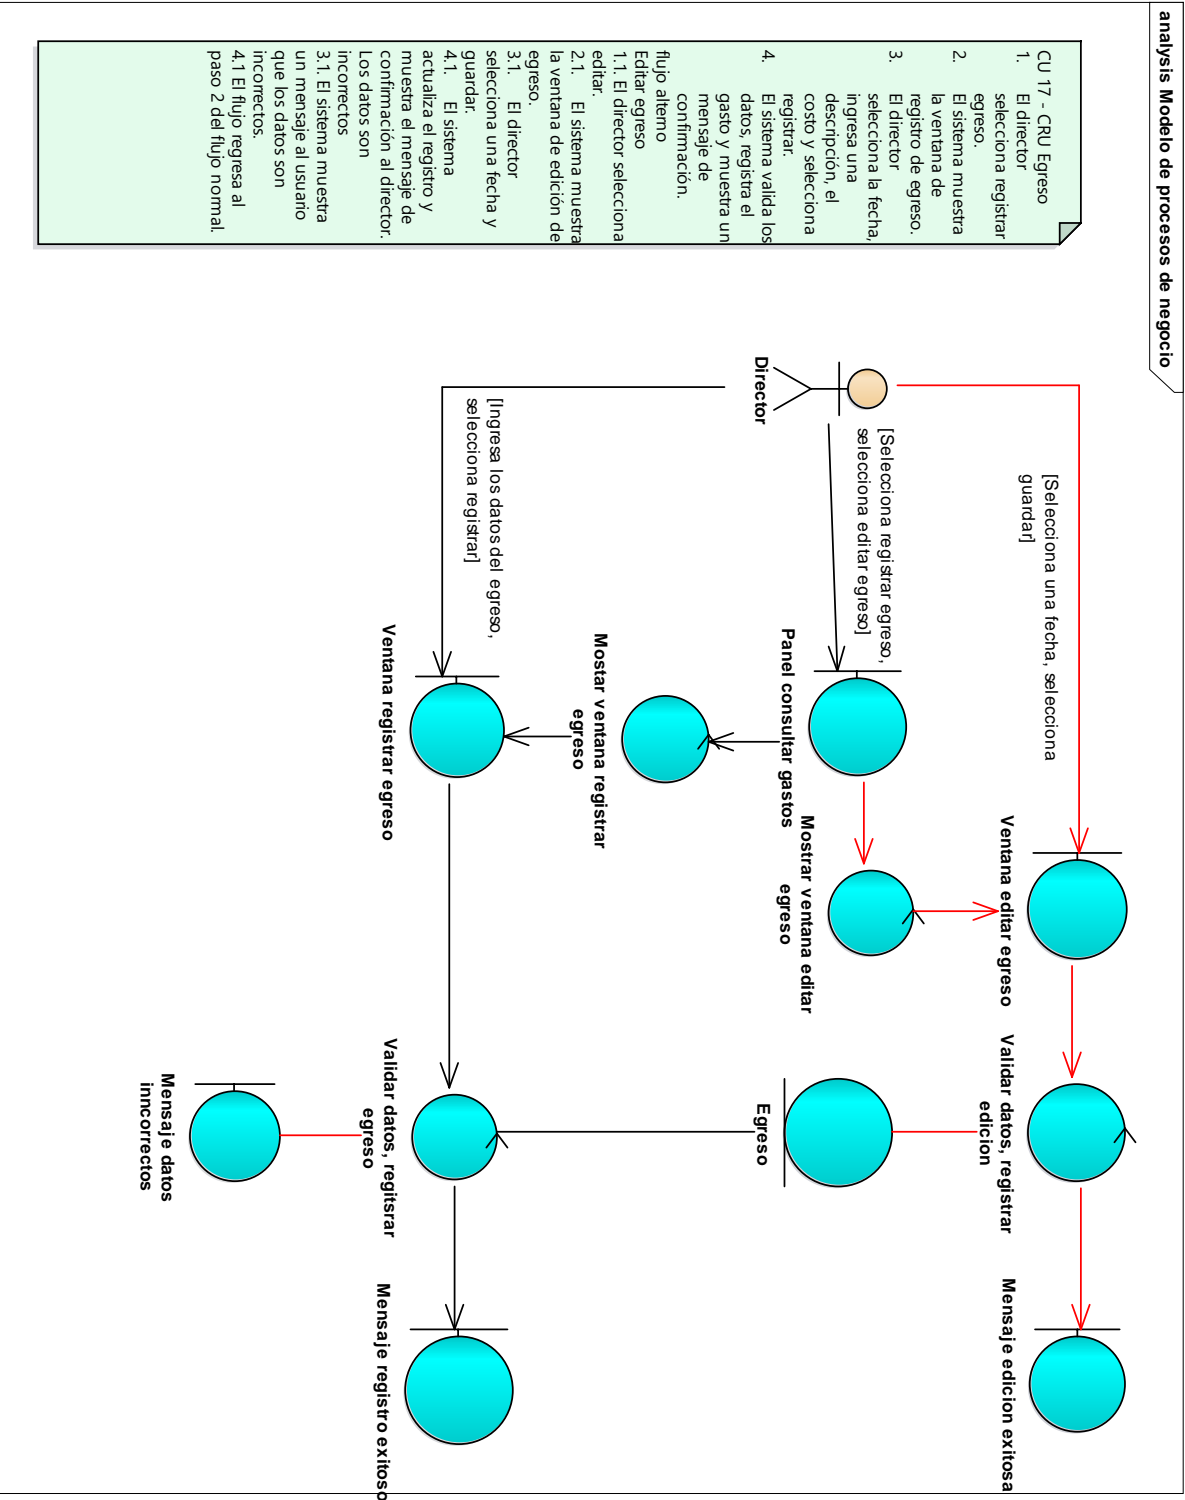 analysis Modelo de procesos de negocio
CU 17 - CRU Egreso
1. El director
selecciona registrar
egreso.
2. El sistema muestra
la ventana de
registro de egreso.
3. El director
selecciona la fecha,
ingresa una
descripción, el
costo y selecciona
registrar.
4. El sistema valida los
datos, registra el
gasto y muestra un
mensaje de
confirmación.
flujo alterno
Editar egreso
1.1. El director selecciona
editar.
2.1. El sistema muestra
la ventana de edición de
egreso.
3.1. El director
selecciona una fecha y
guardar.
4.1. El sistema
actualiza el registro y
muestra el mensaje de
confirmación al director.
Los datos son
incorrectos
3.1. El sistema muestra
un mensaje al usuario
que los datos son
incorrectos.
4.1 El flujo regresa al
paso 2 del flujo normal.
[Selecciona una fecha, selecciona
guardar]
Ventana editar egreso
Validar datos, registrar
edicion
Mensaje edicion exitosa
Director
[Selecciona registrar egreso,
selecciona editar egreso]
Panel consultar gastos
Mostrar ventana editar
egreso
Egreso
Mostar ventana registrar
egreso
[Ingresa los datos del egreso,
selecciona registrar]
Ventana registrar egreso
Validar datos, regitsrar
egreso
Mensaje registro exitoso
Mensaje datos
inncorrectos